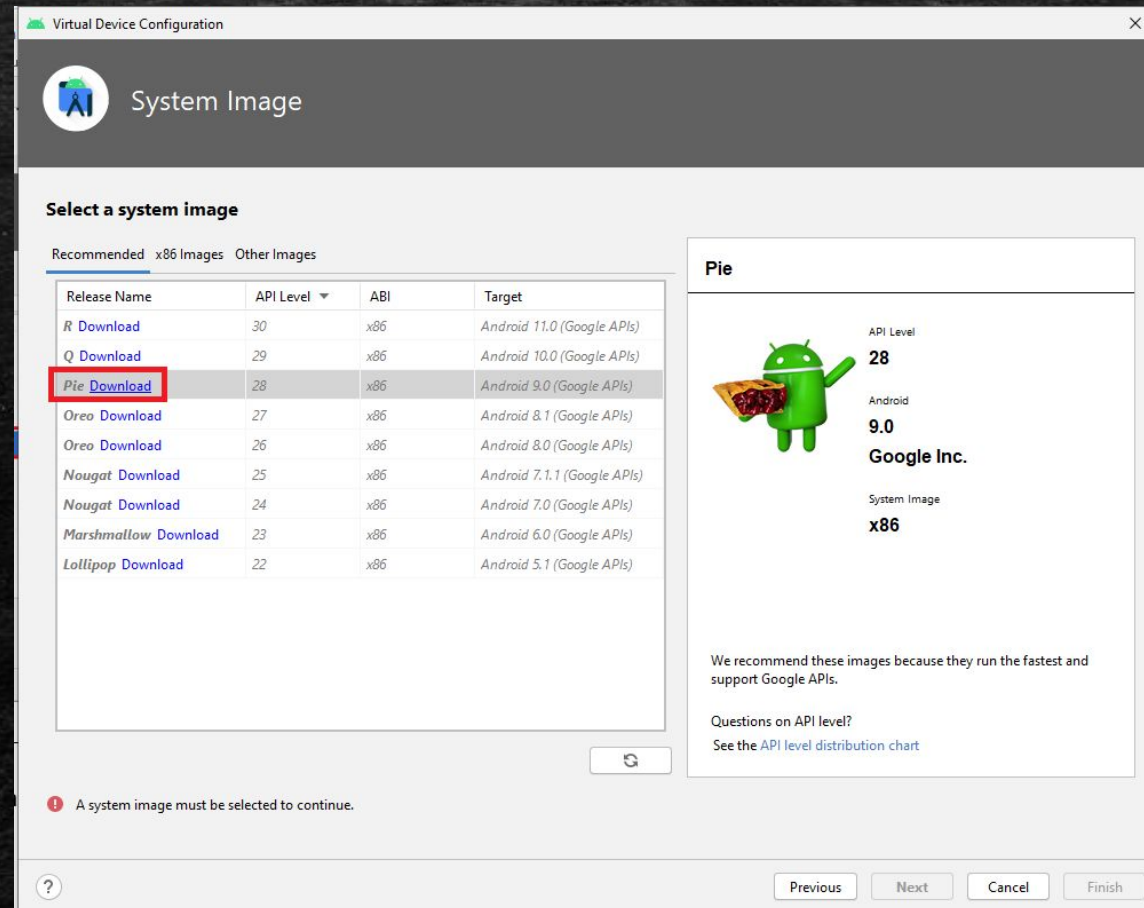 Virtual Device Configuration
System Image
Select a system image
Recommended x86 Images Other Images
Release Name API Level ABI Target
R Download 30 x86 Android 11.0 (Google APIs)
Q Download 29 x86 Android 10.0 (Google APIs)
Pie Download 28 x86 Android 9.0 (Google APIs)
Oreo Download 27 x86 Android 8.1 (Google APIs)
Oreo Download 26 x86 Android 8.0 (Google APIs)
Nougat Download 25 x86 Android 7.1.1 (Google APIs)
Nougat Download 24 x86 Android 7.0 (Google APIs)
Marshmallow Download 23 x86 Android 6.0 (Google APIs)
Lollipop Download 22 x86 Android 5.1 (Google APIs)
Pie
API Level
28
Android
9.0
Google Inc.
System Image
x86
We recommend these images because they run the fastest and
support Google APIs.
Questions on API level?
See the API level distribution chart
A system image must be selected to continue.
? Previous Next Cancel Finish